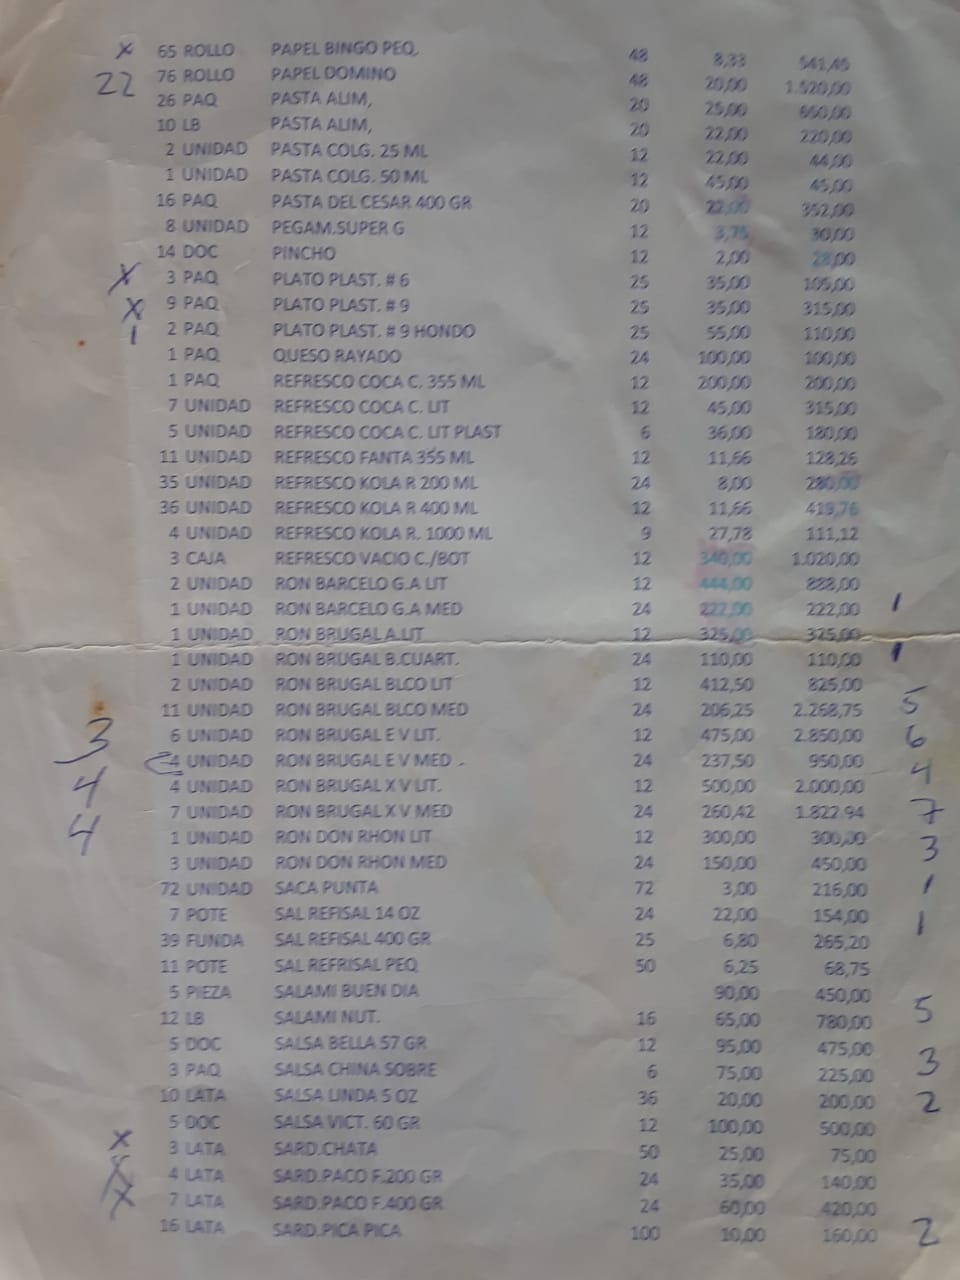 x 65 ROLLO PAPEL BINGO PEQ, 48 8,33 541,45
22 76 ROLLO PAPEL DOMINO 48 20,00 1.520,00
26 PAQ PASTA ALIM, 20 25,00 650,00
10 LB PASTA ALIM, 20 22,00 220,00
2 UNIDAD PASTA COLG. 25 ML 12 22,00 44,00
1 UNIDAD PASTA COLG. 50 ML 12 45,00 45,00
16 PAQ PASTA DEL CESAR 400 GR 20 22,00 352,00
8 UNIDAD PEGAM.SUPER G 12 3,75 30,00
14 DOC PINCHO 12 2,00 28,00
x 3 PAQ PLATO PLAST. # 6 25 35,00 105,00
x 9 PAQ PLATO PLAST. # 9 25 35,00 315,00
1 2 PAQ PLATO PLAST. # 9 HONDO 25 55,00 110,00
1 PAQ QUESO RAYADO 24 100,00 100,00
1 PAQ REFRESCO COCA C. 355 ML 12 200,00 200,00
7 UNIDAD REFRESCO COCA C. LIT 12 45,00 315,00
5 UNIDAD REFRESCO COCA C. LIT PLAST 6 36,00 180,00
11 UNIDAD REFRESCO FANTA 355 ML 12 11,66 128,26
35 UNIDAD REFRESCO KOLA R 200 ML 24 8,00 280,00
36 UNIDAD REFRESCO KOLA R 400 ML 12 11,66 419,76
4 UNIDAD REFRESCO KOLA R. 1000 ML 9 27,78 111,12
3 CAJA REFRESCO VACIO C./BOT 12 340,00 1.020,00
2 UNIDAD RON BARCELO G.A LIT 12 444,00 888,00
1 UNIDAD RON BARCELO G.A MED 24 222,00 222,00 1
1 UNIDAD RON BRUGAL A.LIT 12 325,00 325,00
1 UNIDAD RON BRUGAL B.CUART. 24 110,00 110,00 1
2 UNIDAD RON BRUGAL BLCO LIT 12 412,50 825,00
11 UNIDAD RON BRUGAL BLCO MED 24 206,25 2.268,75 5
3 6 UNIDAD RON BRUGAL E V LIT. 12 475,00 2.850,00 6
4 UNIDAD RON BRUGAL E V MED 24 237,50 950,00 4
4 4 UNIDAD RON BRUGAL X V LIT. 12 500,00 2.000,00
7 UNIDAD RON BRUGAL X V MED 24 260,42 1.822.94 7
4 1 UNIDAD RON DON RHON LIT 12 300,00 300,00
3 UNIDAD RON DON RHON MED 24 150,00 450,00 3
72 UNIDAD SACA PUNTA 72 3,00 216,00 1
7 POTE SAL REFISAL 14 OZ 24 22,00 154,00 1
39 FUNDA SAL REFISAL 400 GR 25 6,80 265,20
11 POTE SAL REFRISAL PEQ 50 6,25 68,75
5 PIEZA SALAMI BUEN DIA 90,00 450,00
12 LB SALAMI NUT. 16 65,00 780,00 5
5 DOC SALSA BELLA 57 GR 12 95,00 475,00
3 PAQ SALSA CHINA SOBRE 6 75,00 225,00 3
10 LATA SALSA LINDA 5 OZ 36 20,00 200,00 2
5 DOC SALSA VICT. 60 GR 12 100,00 500,00
x 3 LATA SARD.CHATA 50 25,00 75,00
x 4 LATA SARD.PACO F.200 GR 24 35,00 140,00
x 7 LATA SARD.PACO F.400 GR 24 60,00 420,00
16 LATA SARD.PICA PICA 100 10,00 160,00 2